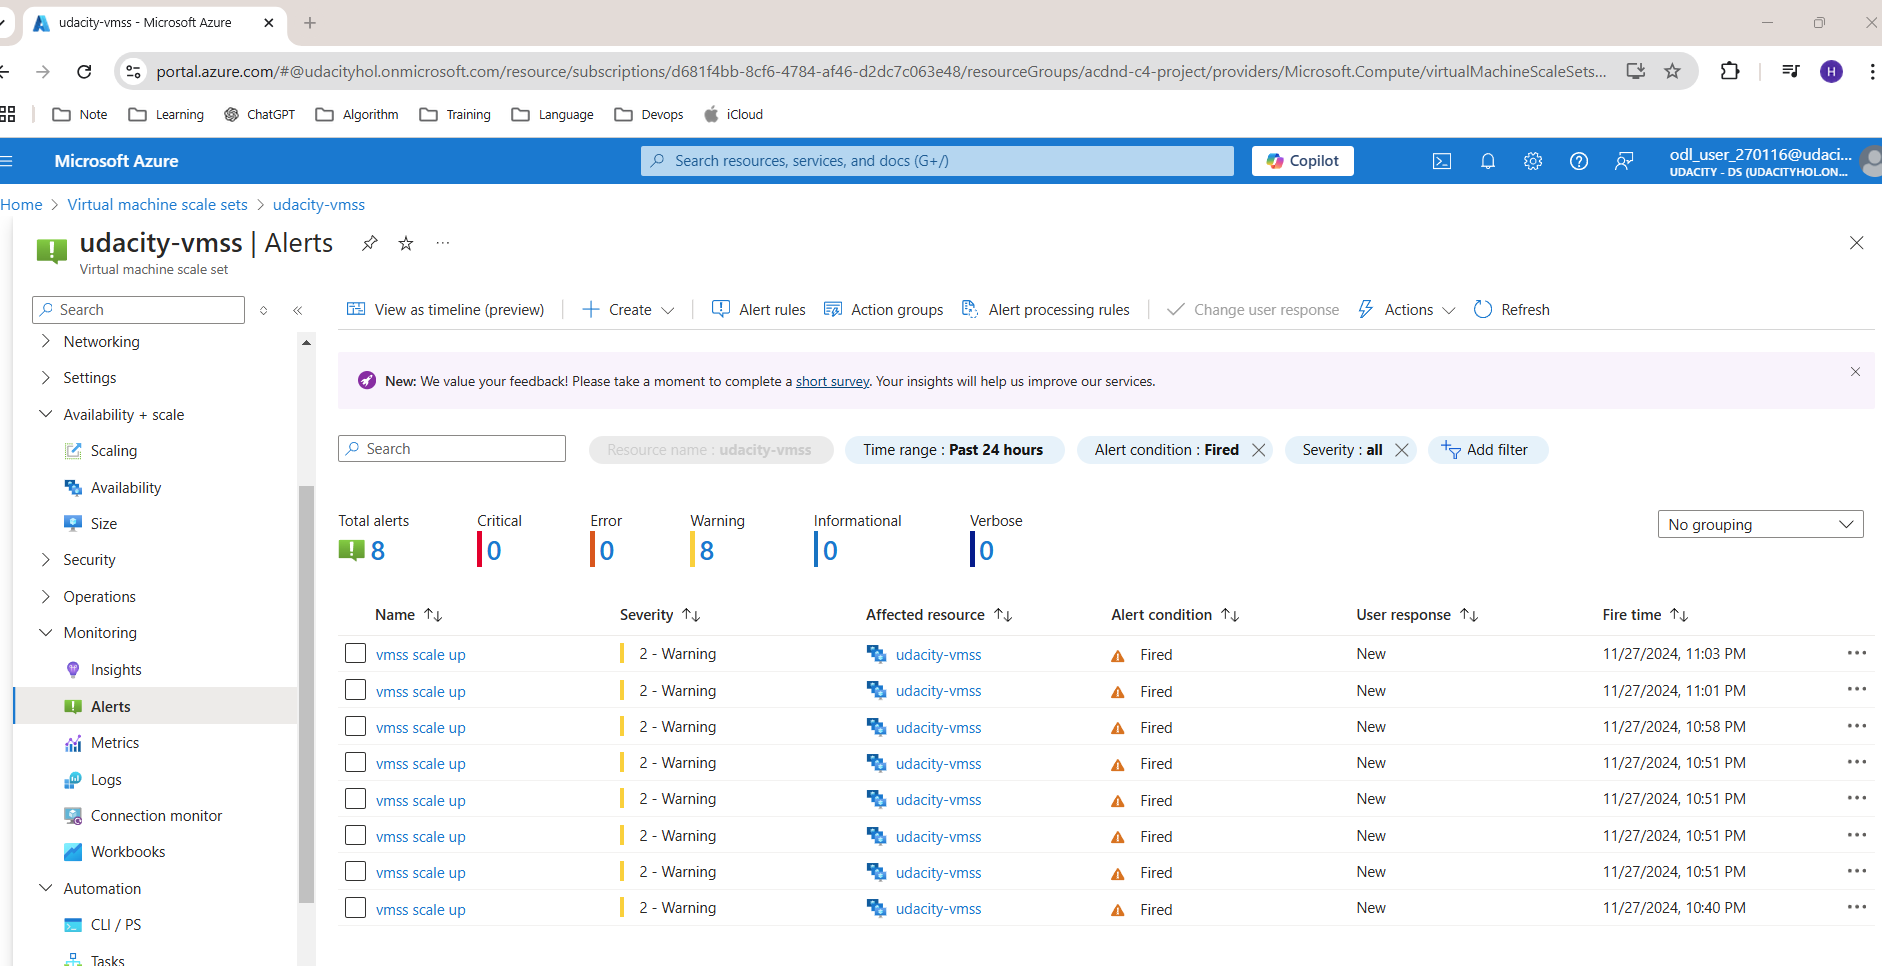 udacity-vmss - Microsoft Azure
portal.azure.com/#@udacityhol.onmicrosoft.com/resource/subscriptions/d681f4bb-8cf6-4784-af46-d2dc7c063e48/resourceGroups/acdnd-c4-project/providers/Microsoft.Compute/virtualMachineScaleSets...
H
Note Learning ChatGPT Algorithm Training Language Devops iCloud
Microsoft Azure
Search resources, services, and docs (G+/)
Copilot
odl_user_270116@udaci...
UDACITY - DS (UDACITYHOL.ON...
Home > Virtual machine scale sets > udacity-vmss
udacity-vmss | Alerts
Virtual machine scale set
Search
Networking
Settings
Availability + scale
Scaling
Availability
Size
Security
Operations
Monitoring
Insights
Alerts
Metrics
Logs
Connection monitor
Workbooks
Automation
CLI / PS
Tasks
View as timeline (preview) Create Alert rules Action groups Alert processing rules Change user response Actions Refresh
New: We value your feedback! Please take a moment to complete a short survey. Your insights will help us improve our services.
Search Resource name : udacity-vmss Time range : Past 24 hours Alert condition : Fired Severity : all Add filter
Total alerts Critical Error Warning Informational Verbose
8 0 0 8 0 0
No grouping
Name Severity Affected resource Alert condition User response Fire time
vmss scale up 2 - Warning udacity-vmss Fired New 11/27/2024, 11:03 PM
vmss scale up 2 - Warning udacity-vmss Fired New 11/27/2024, 11:01 PM
vmss scale up 2 - Warning udacity-vmss Fired New 11/27/2024, 10:58 PM
vmss scale up 2 - Warning udacity-vmss Fired New 11/27/2024, 10:51 PM
vmss scale up 2 - Warning udacity-vmss Fired New 11/27/2024, 10:51 PM
vmss scale up 2 - Warning udacity-vmss Fired New 11/27/2024, 10:51 PM
vmss scale up 2 - Warning udacity-vmss Fired New 11/27/2024, 10:51 PM
vmss scale up 2 - Warning udacity-vmss Fired New 11/27/2024, 10:40 PM